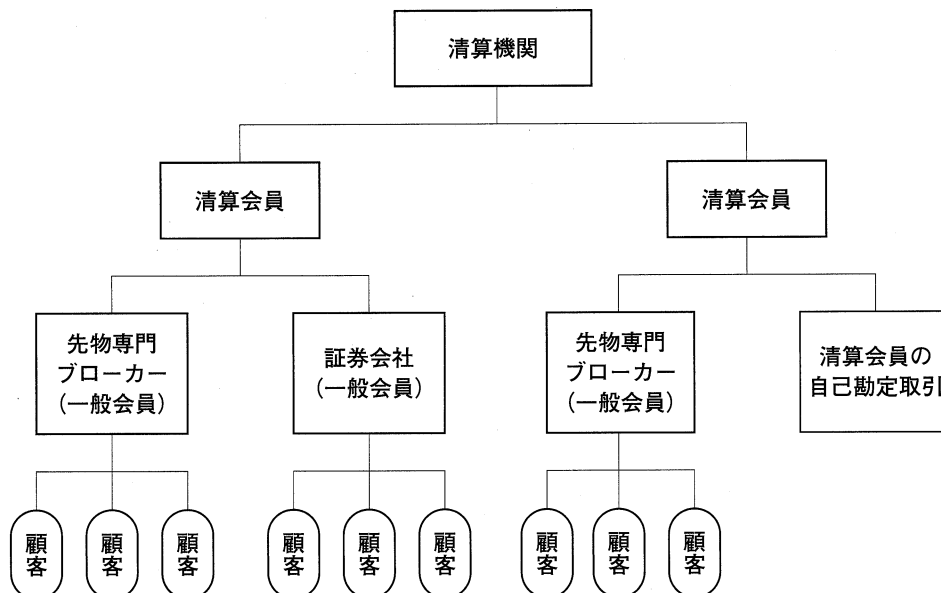 清算機関
清算会員
清算会員
先物専門
ブローカー
(一般会員)
証券会社
(一般会員)
先物専門
ブローカー
(一般会員)
清算会員の
自己勘定取引
顧客
顧客
顧客
顧客
顧客
顧客
顧客
顧客
顧客